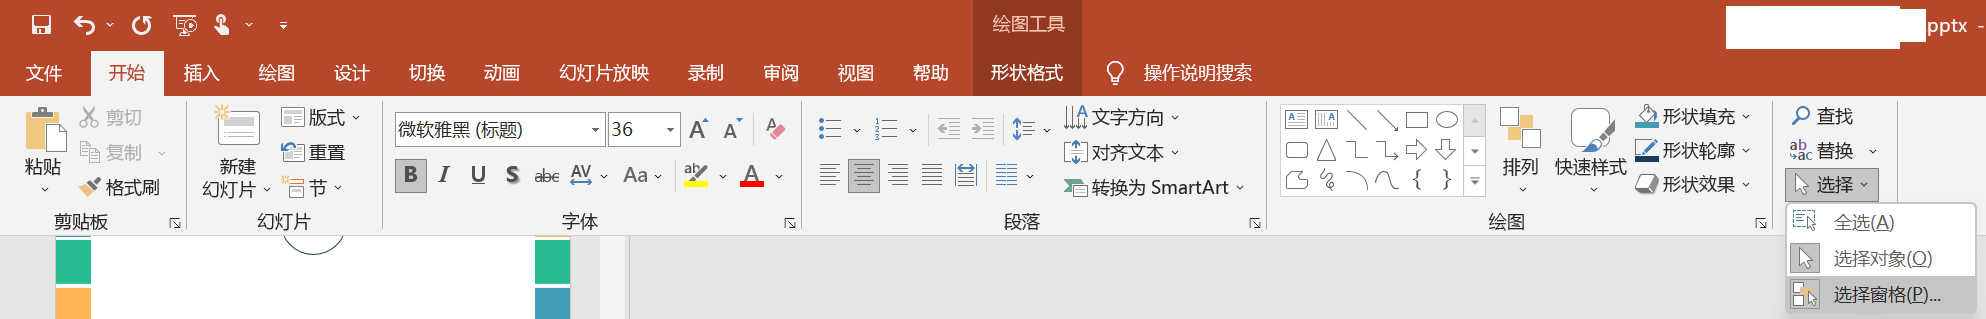 绘图工具
pptx -
文件 开始 插入 绘图 设计 切换 动画 幻灯片放映 录制 审阅 视图 帮助 形状格式 操作说明搜索
粘贴
剪切
复制
格式刷
剪贴板
新建
幻灯片
版式
重置
节
幻灯片
微软雅黑 (标题) 36 A A A
B I U S abc AV Aa ab A
字体
文字方向
对齐文本
转换为 SmartArt
段落
排列
快速样式
形状填充
形状轮廓
形状效果
绘图
查找
替换
选择
全选(A)
选择对象(O)
选择窗格(P)...